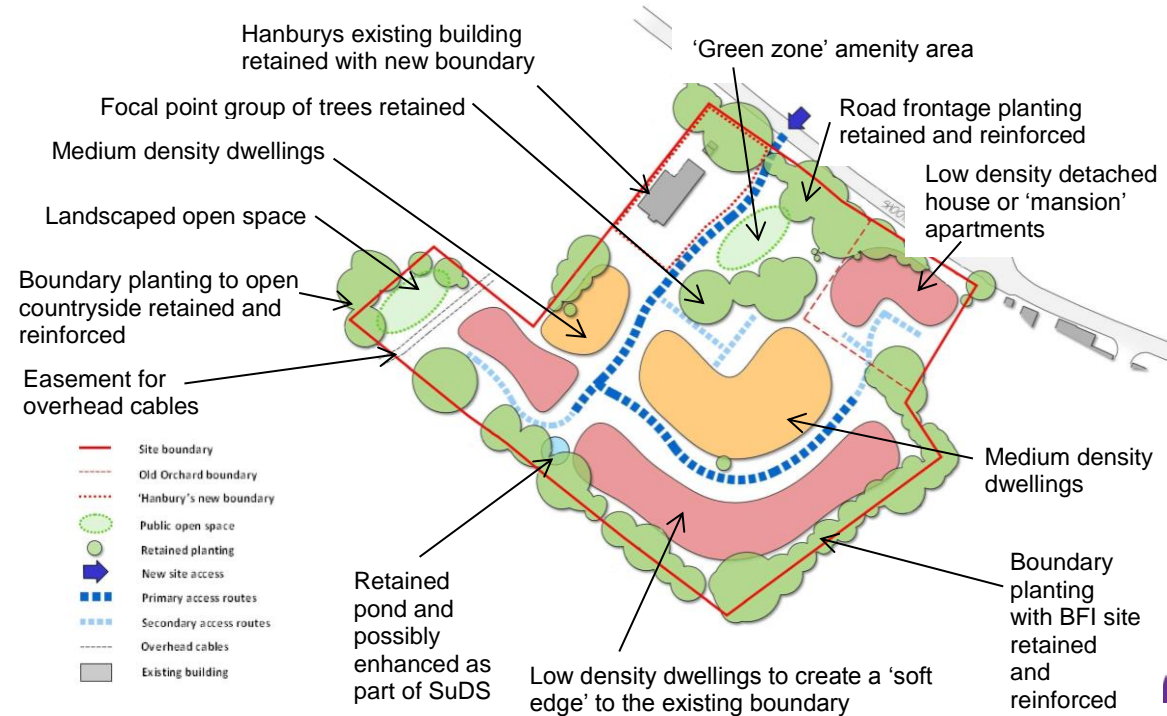 Hanburys existing building
retained with new boundary
‘Green zone’ amenity area
Focal point group of trees retained
Road frontage planting
retained and reinforced
Medium density dwellings
Low density detached
house or ‘mansion’
apartments
Landscaped open space
Boundary planting to open
countryside retained and
reinforced
Easement for
overhead cables
Site boundary
Old Orchard boundary
'Hanbury's new boundary
Public open space
Retained planting
New site access
Primary access routes
Secondary access routes
Overhead cables
Existing building
Retained
pond and
possibly
enhanced as
part of SuDS
Low density dwellings to create a ‘soft
edge’ to the existing boundary
Medium density
dwellings
Boundary
planting
with BFI site
retained
and
reinforced